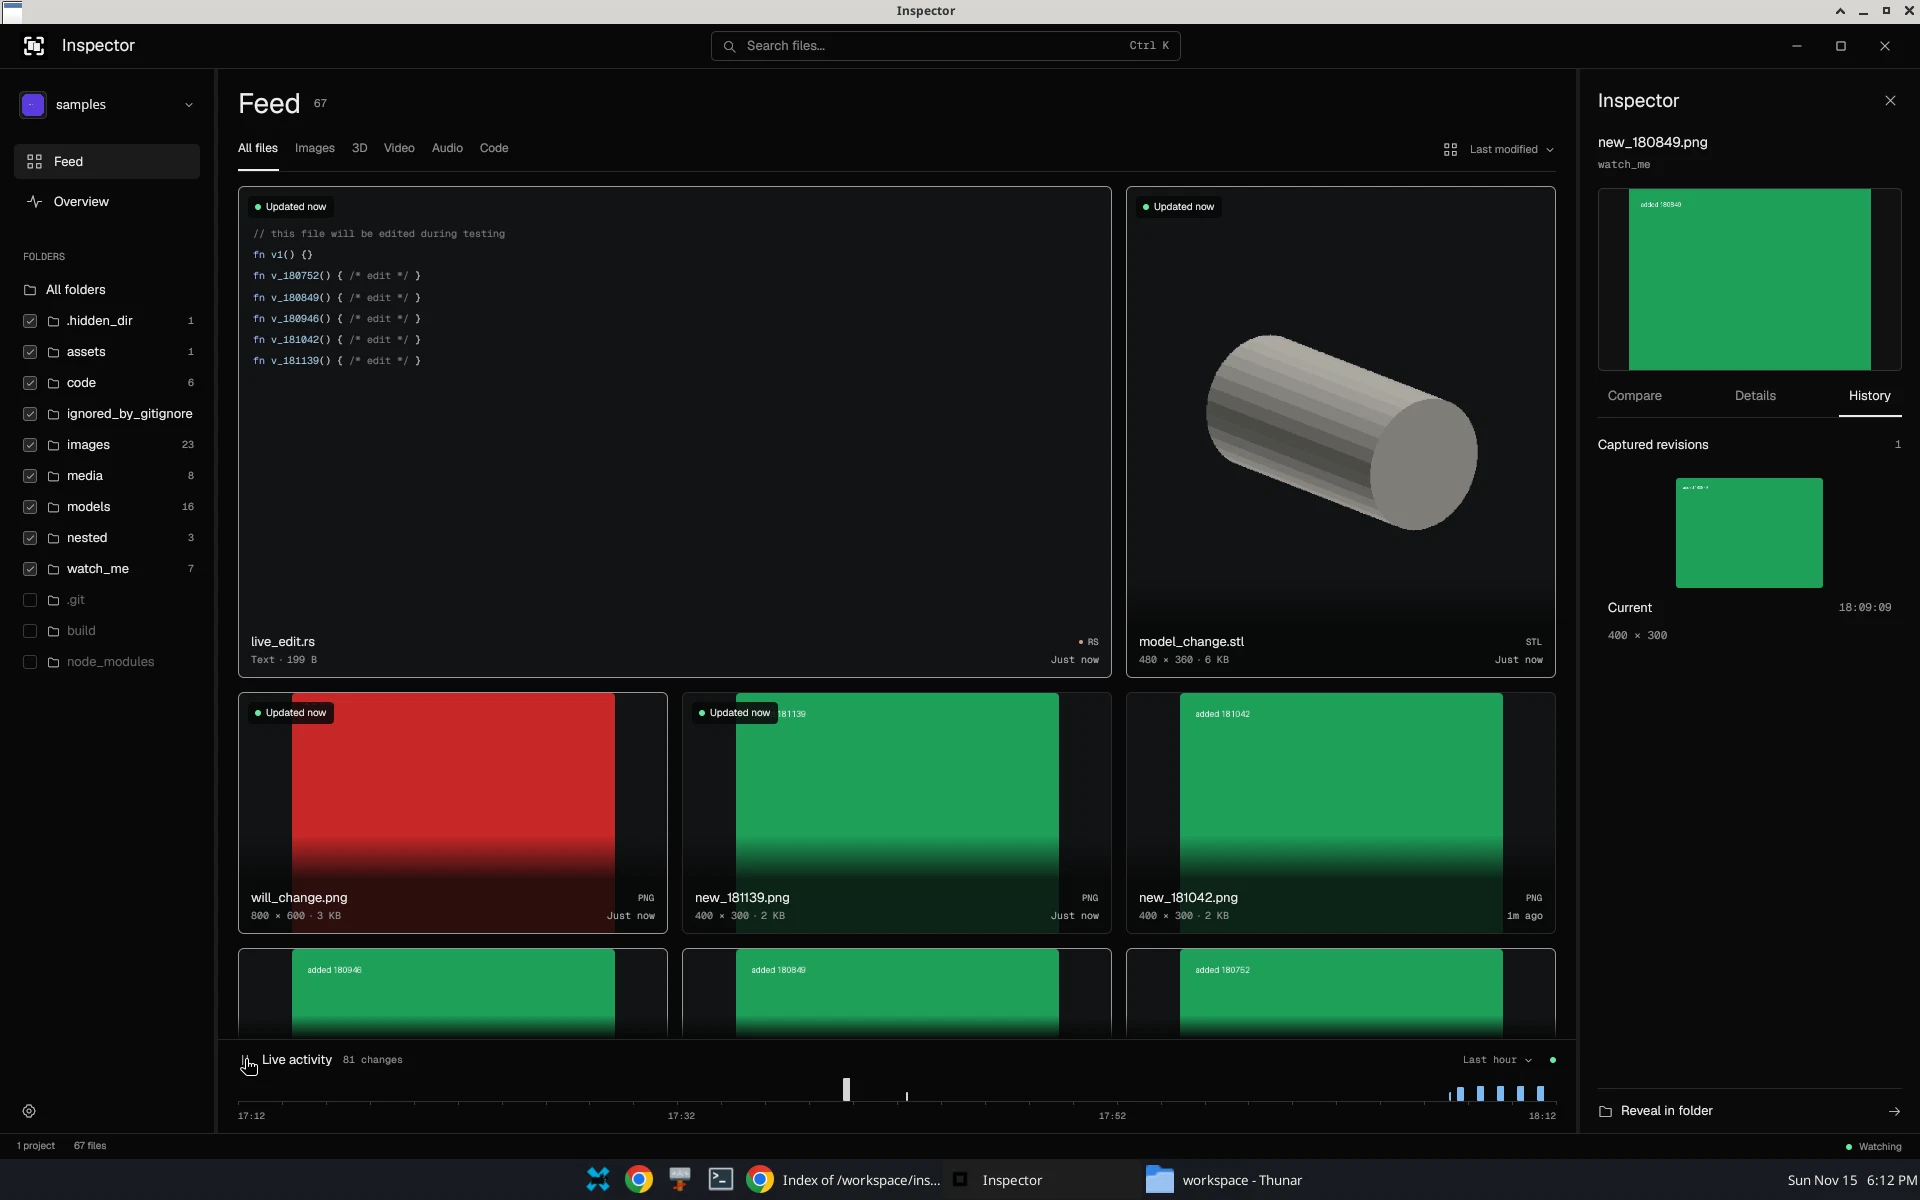 Inspector
Inspector
Search files...
Ctrl K
samples
Feed
Overview
FOLDERS
All folders
.hidden_dir 1
assets 1
code 6
ignored_by_gitignore
images 23
media 8
models 16
nested 3
watch_me 7
.git
build
node_modules
Feed 67
All files Images 3D Video Audio Code
Last modified
Updated now
// this file will be edited during testing
fn v1() {}
fn v_180752() { /* edit */ }
fn v_180849() { /* edit */ }
fn v_180946() { /* edit */ }
fn v_181042() { /* edit */ }
fn v_181139() { /* edit */ }
live_edit.rs
RS
Text · 199 B
Just now
Updated now
model_change.stl
STL
480 × 360 · 6 KB
Just now
Updated now
will_change.png
PNG
800 × 600 · 3 KB
Just now
Updated now
181139
new_181139.png
PNG
400 × 300 · 2 KB
Just now
added 181042
new_181042.png
PNG
400 × 300 · 2 KB
1m ago
added 180946
added 180849
added 180752
Live activity 81 changes
Last hour
17:12
17:32
17:52
18:12
Inspector
new_180849.png
watch_me
added 180849
Compare Details History
Captured revisions 1
Current 18:09:09
400 × 300
Reveal in folder
1 project 67 files
Watching
Index of /workspace/ins...
Inspector
workspace - Thunar
Sun Nov 15 6:12 PM